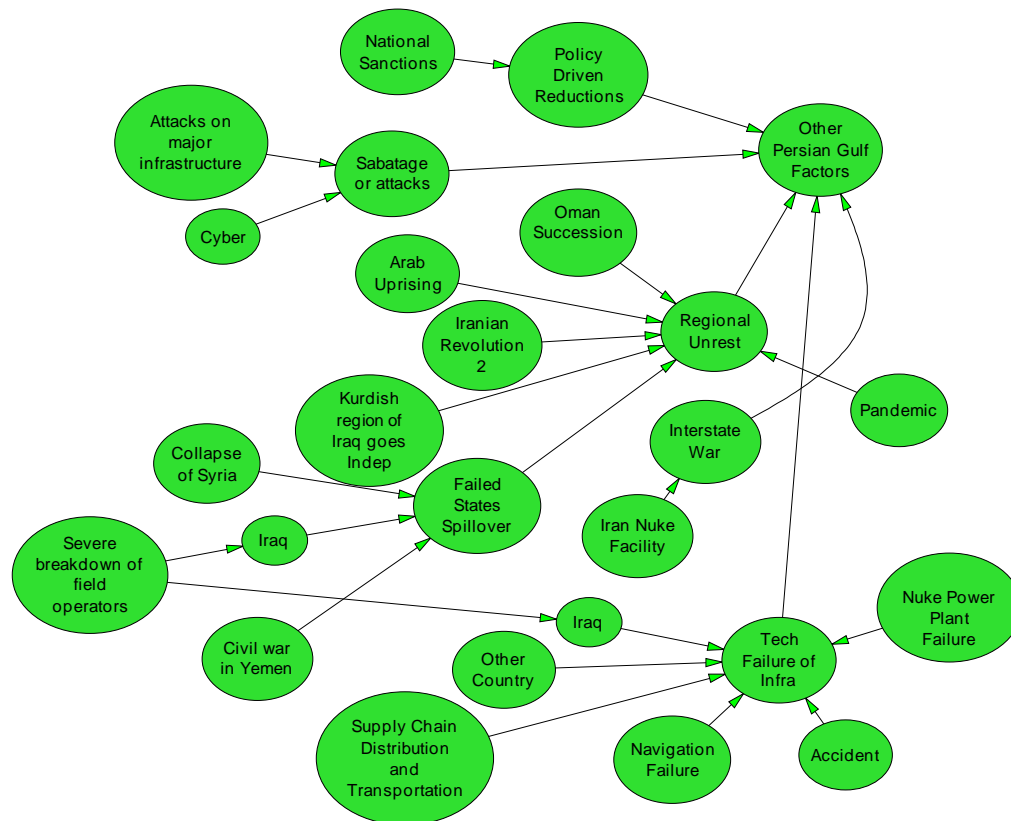 National
Sanctions
Policy
Driven
Reductions
Attacks on
major
infrastructure
Other
Persian Gulf
Factors
Sabatage
or attacks
Cyber
Oman
Succession
Arab
Uprising
Iranian
Revolution
2
Regional
Unrest
Kurdish
region of
Iraq goes
Indep
Pandemic
Interstate
War
Collapse
of Syria
Failed
States
Spillover
Iran Nuke
Facility
Severe
breakdown of
field
operators
Iraq
Iraq
Nuke Power
Plant
Failure
Civil war
in Yemen
Other
Country
Tech
Failure of
Infra
Supply Chain
Distribution
and
Transportation
Navigation
Failure
Accident